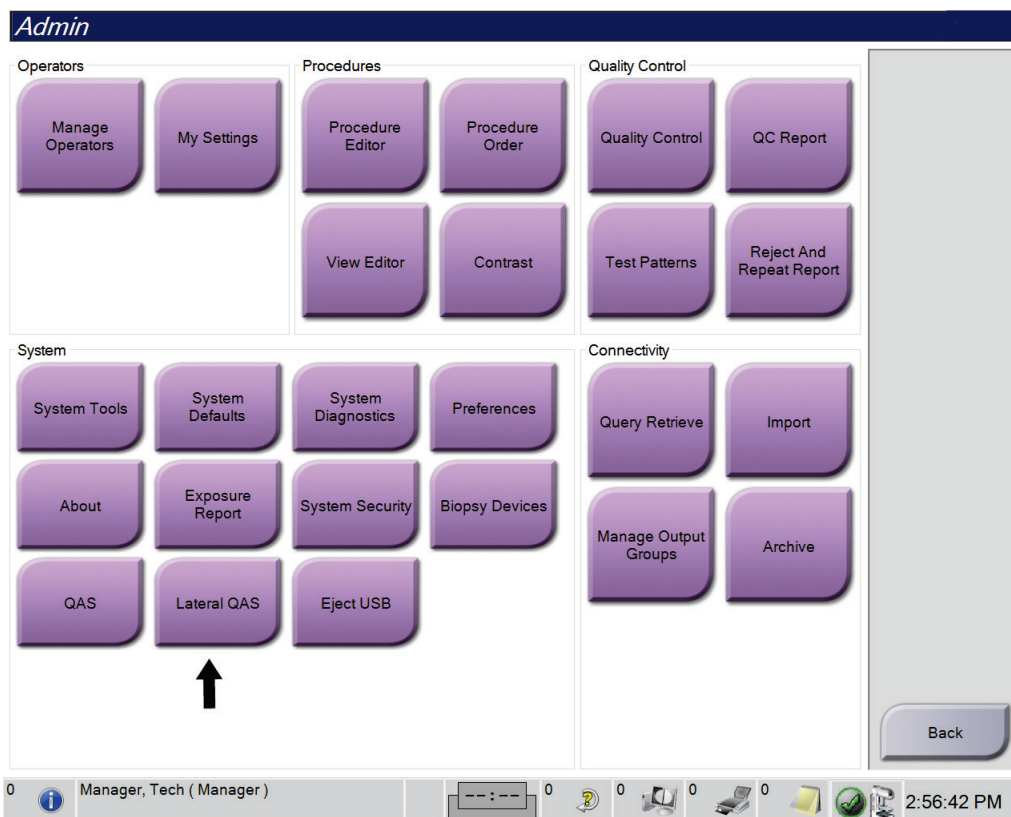 Admin
Operators
Manage
Operators
My Settings
Procedures
Procedure
Editor
Procedure
Order
View Editor
Contrast
Quality Control
Quality Control
QC Report
Test Patterns
Reject And
Repeat Report
System
System Tools
System
Defaults
System
Diagnostics
Preferences
About
Exposure
Report
System Security
Biopsy Devices
QAS
Lateral QAS
Eject USB
Connectivity
Query Retrieve
Import
Manage Output
Groups
Archive
Back
0
Manager, Tech ( Manager )
--:--
0
0
0
0
2:56:42 PM